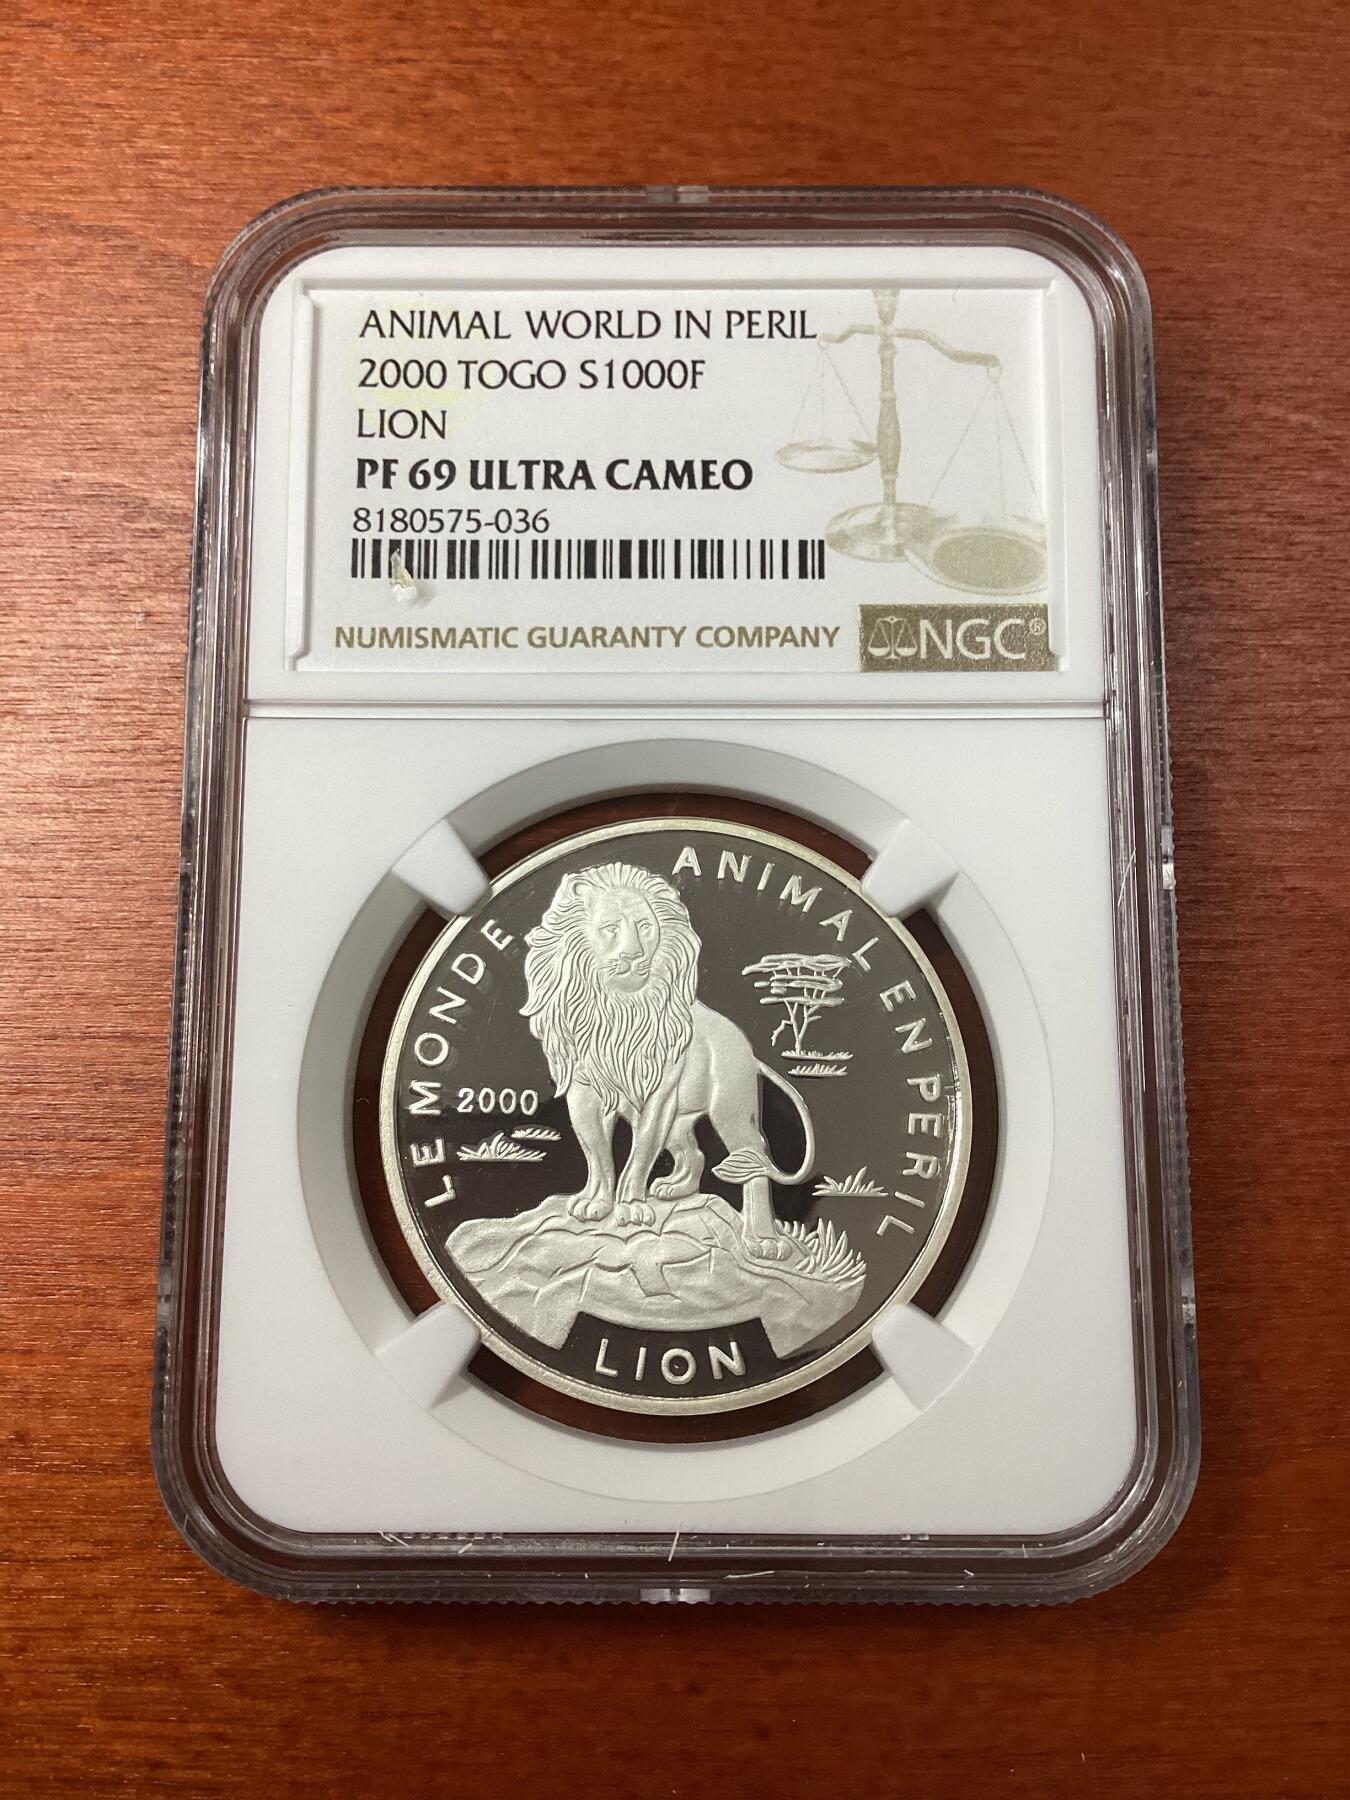 ANIMAL WORLD IN PERIL
2000 TOGO S1000F
LION
PF 69 ULTRA CAMEO
8180575-036
NUMISMATIC GUARANTY COMPANY
NGC®
LE MONDE ANIMAL EN PERIL
2000
LION